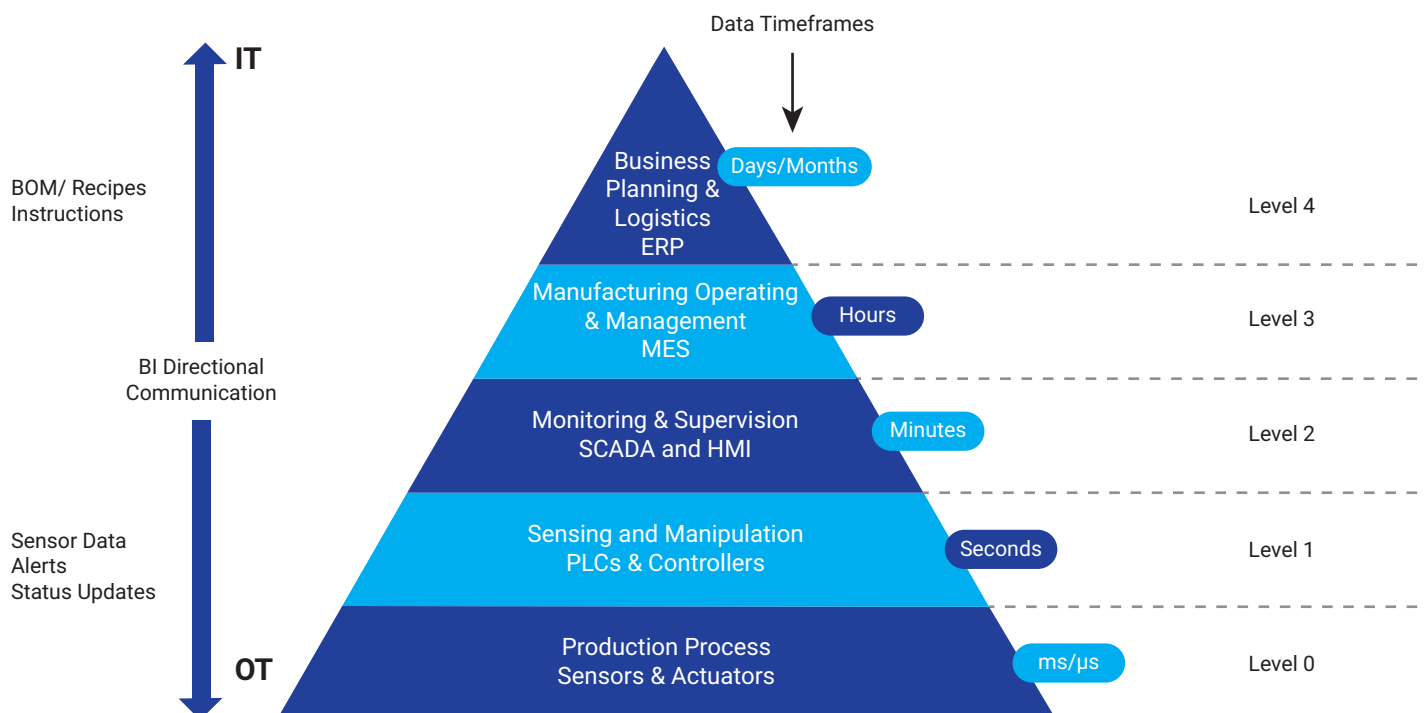 Data Timeframes
IT
Business
Planning &
Logistics
ERP
Days/Months
BOM/ Recipes
Instructions
Level 4
Manufacturing Operating
& Management
MES
Hours
Level 3
BI Directional
Communication
Monitoring & Supervision
SCADA and HMI
Minutes
Level 2
Sensor Data
Alerts
Status Updates
Sensing and Manipulation
PLCs & Controllers
Seconds
Level 1
OT
Production Process
Sensors & Actuators
ms/µs
Level 0